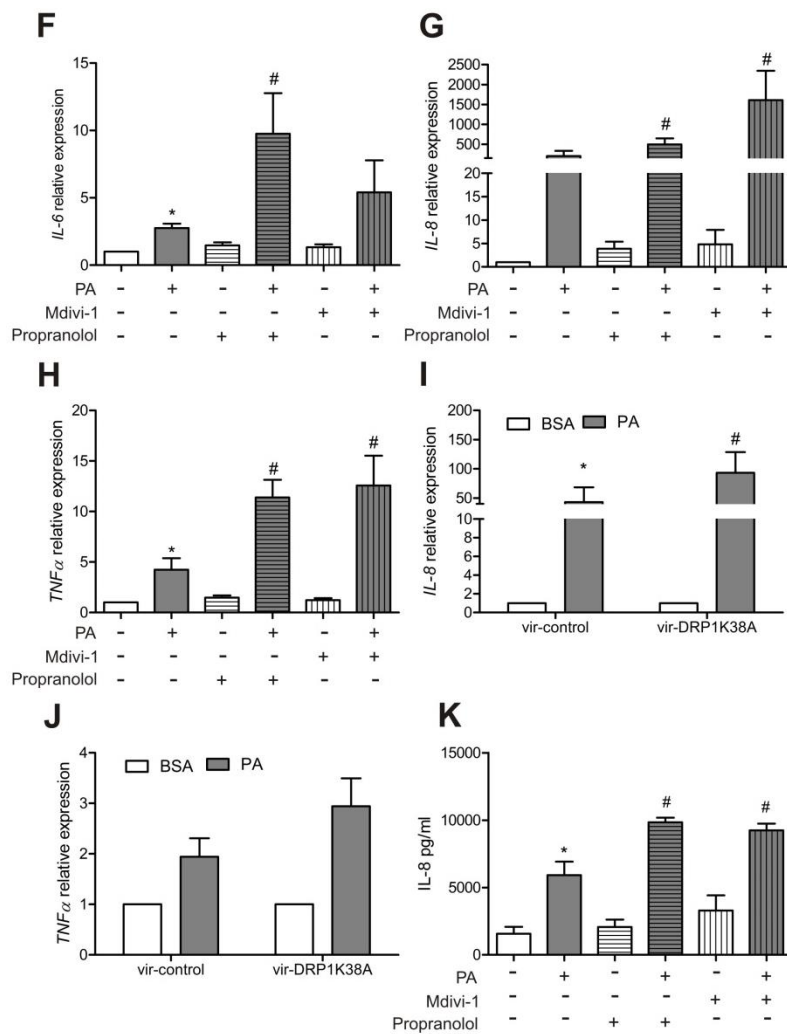 F
IL-6 relative expression
15
10
5
0
*
#
PA - + - + - +
Mdivi-1 - - - - + +
Propranolol - - + + - -
G
IL-8 relative expression
2500
2000
1500
1000
500
20
15
10
5
0
#
#
PA - + - + - +
Mdivi-1 - - - - + +
Propranolol - - + + - -
H
TNFα relative expression
20
15
10
5
0
*
#
#
PA - + - + - +
Mdivi-1 - - - - + +
Propranolol - - + + - -
I
IL-8 relative expression
200
150
100
50
10
8
6
4
2
0
BSA PA
*
#
vir-control vir-DRP1K38A
J
TNFα relative expression
4
3
2
1
0
BSA PA
vir-control vir-DRP1K38A
K
IL-8 pg/ml
15000
10000
5000
0
*
#
#
PA - + - + - +
Mdivi-1 - - - - + +
Propranolol - - + + - -